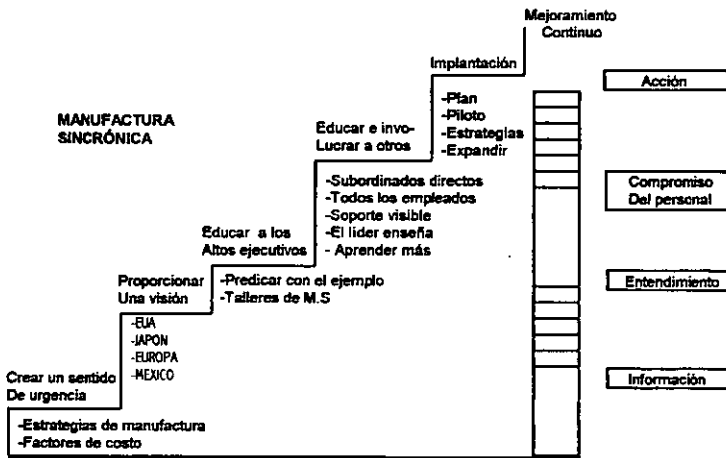 Mejoramiento
Continuo
Implantación
Acción
-Plan
-Piloto
-Estrategias
-Expandir
MANUFACTURA
SINCRÓNICA
Educar e invo-
Lucrar a otros
-Subordinados directos
-Todos los empleados
-Soporte visible
-El lider enseña
- Aprender más
Compromiso
Del personal
Educar a los
Altos ejecutivos
-Predicar con el ejemplo
-Talleres de M.S
Entendimiento
Proporcionar
Una visión
-EUA
-JAPON
-EUROPA
-MEXICO
Información
Crear un sentido
De urgencia
-Estrategias de manufactura
-Factores de costo